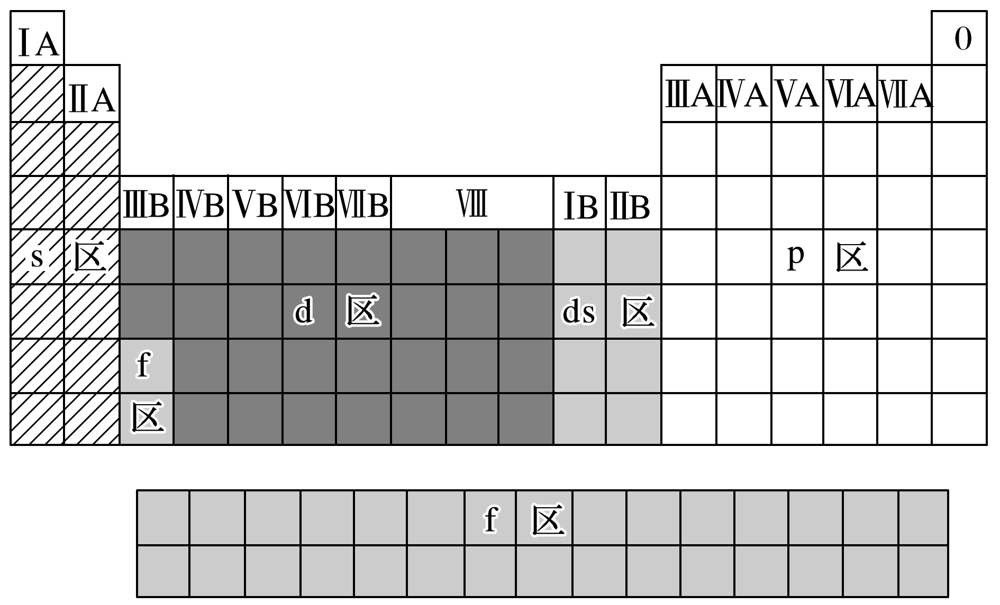 ⅠA 0
ⅡA ⅢA ⅣA ⅤA ⅥA ⅦA
ⅢB ⅣB ⅤB ⅥB ⅦB Ⅷ ⅠB ⅡB
s 区 p 区
d 区 ds 区
f
区
f 区